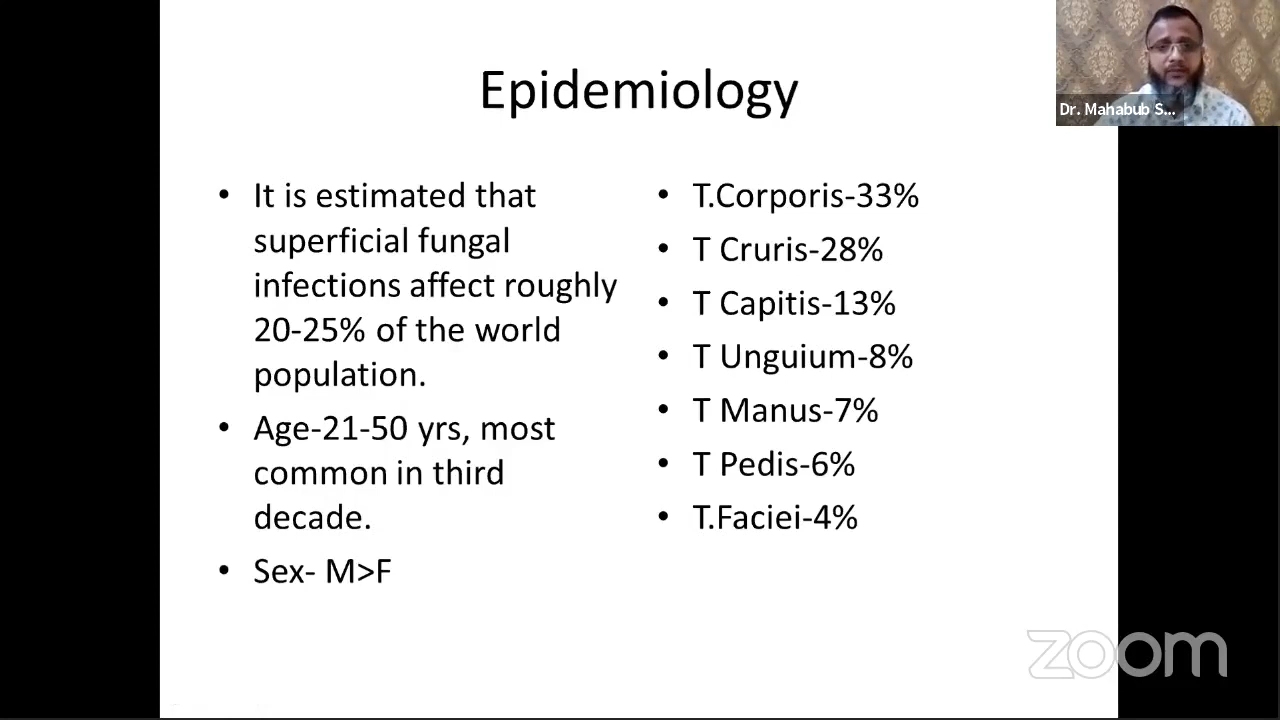 Epidemiology
• It is estimated that
superficial fungal
infections affect roughly
20-25% of the world
population.
• Age-21-50 yrs, most
common in third
decade.
• Sex- M>F
• T.Corporis-33%
• T Cruris-28%
• T Capitis-13%
• T Unguium-8%
• T Manus-7%
• T Pedis-6%
• T.Faciei-4%
Dr. Mahabub S...
zoom